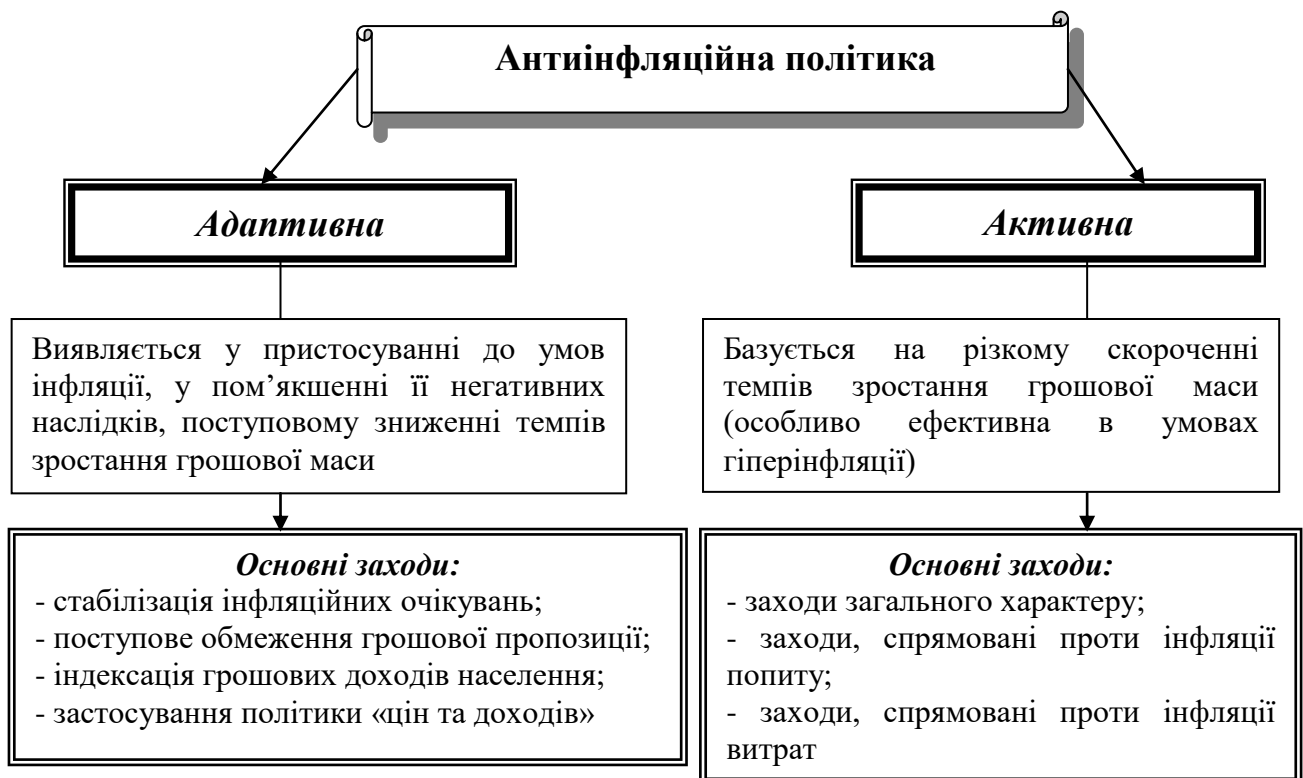 Антиінфляційна політика
Адаптивна
Активна
Виявляється у пристосуванні до умов
інфляції, у пом’якшенні її негативних
наслідків, поступовому зниженні темпів
зростання грошової маси
Базується на різкому скороченні
темпів зростання грошової маси
(особливо ефективна в умовах
гіперінфляції)
Основні заходи:
- стабілізація інфляційних очікувань;
- поступове обмеження грошової пропозиції;
- індексація грошових доходів населення;
- застосування політики «цін та доходів»
Основні заходи:
- заходи загального характеру;
- заходи, спрямовані проти інфляції
попиту;
- заходи, спрямовані проти інфляції
витрат